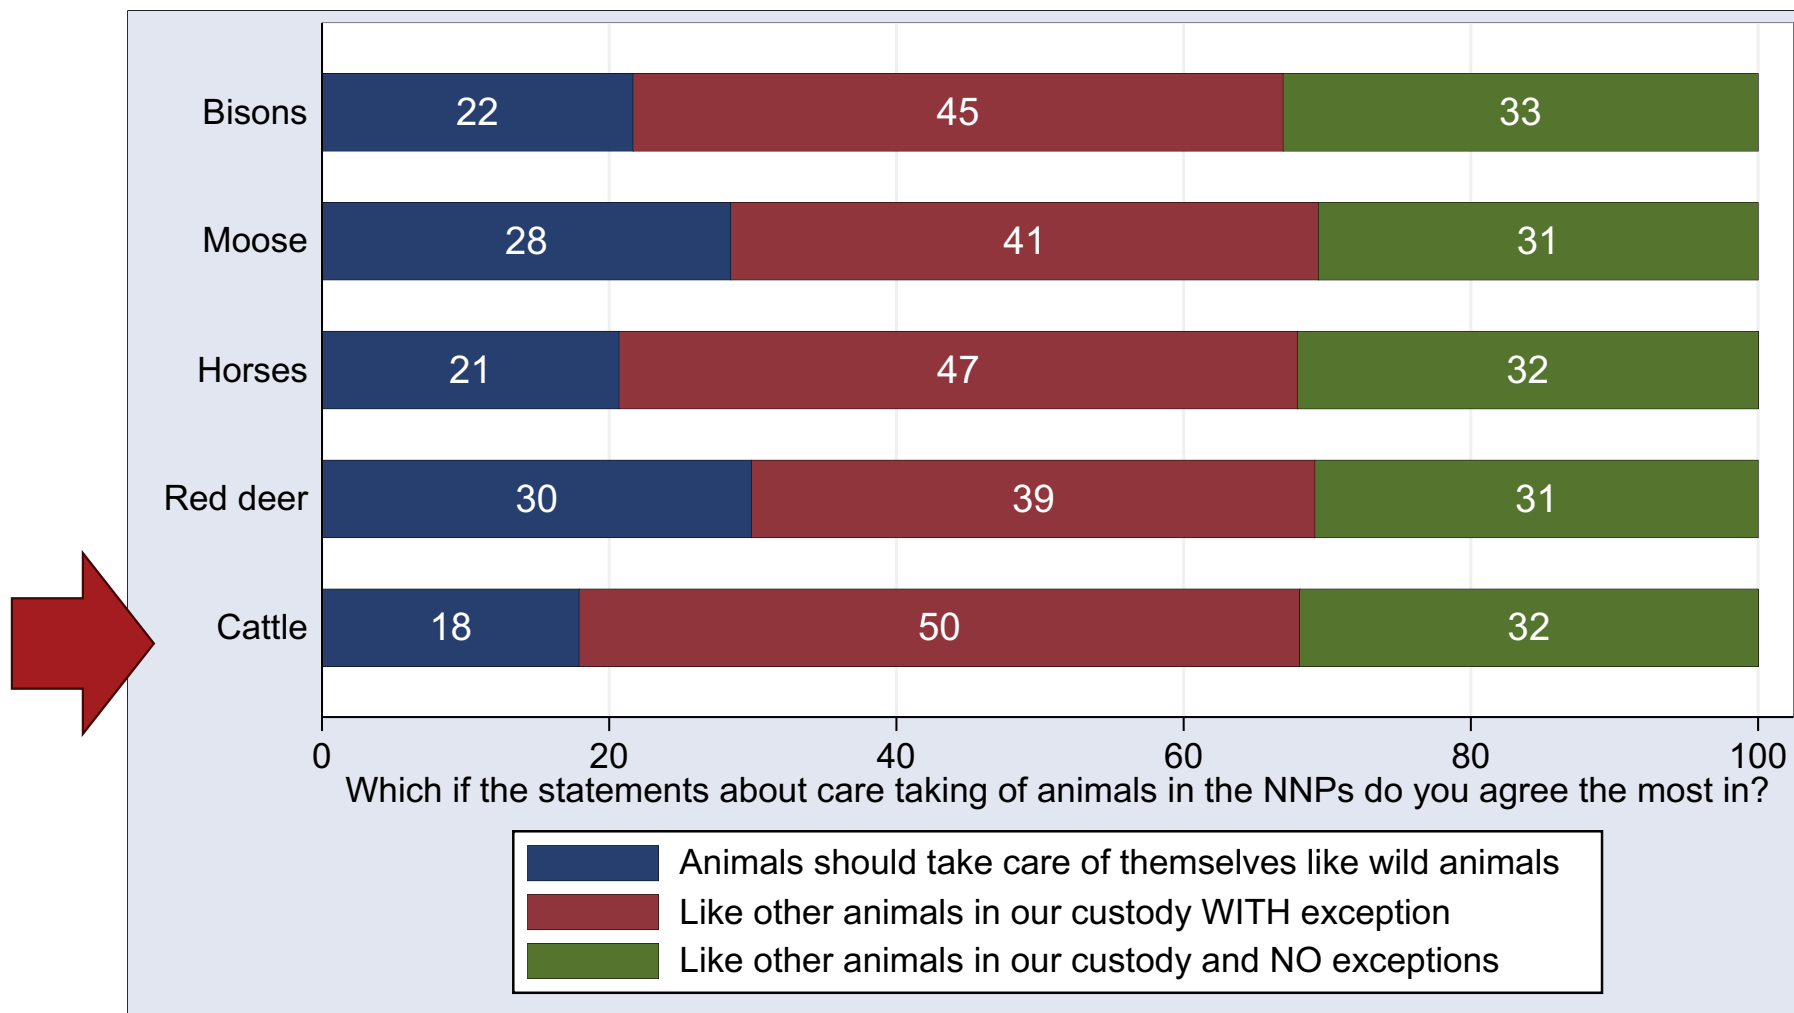 Bisons 22 45 33
Moose 28 41 31
Horses 21 47 32
Red deer 30 39 31
Cattle 18 50 32
0 20 40 60 80 100
Which if the statements about care taking of animals in the NNPs do you agree the most in?
Animals should take care of themselves like wild animals
Like other animals in our custody WITH exception
Like other animals in our custody and NO exceptions